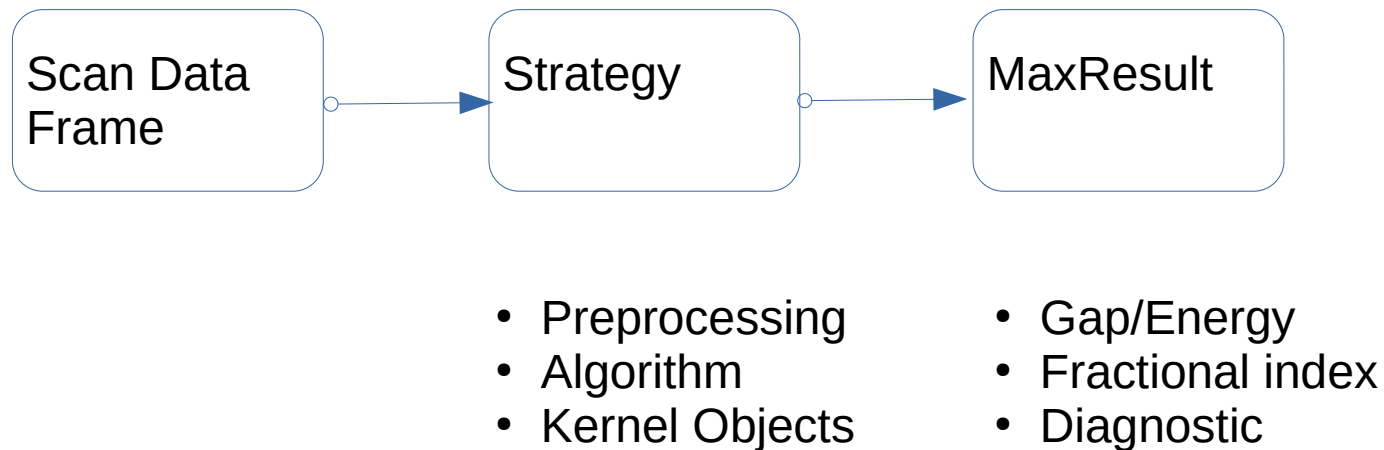 Scan Data
Frame
Strategy
MaxResult
• Preprocessing
• Algorithm
• Kernel Objects
• Gap/Energy
• Fractional index
• Diagnostic